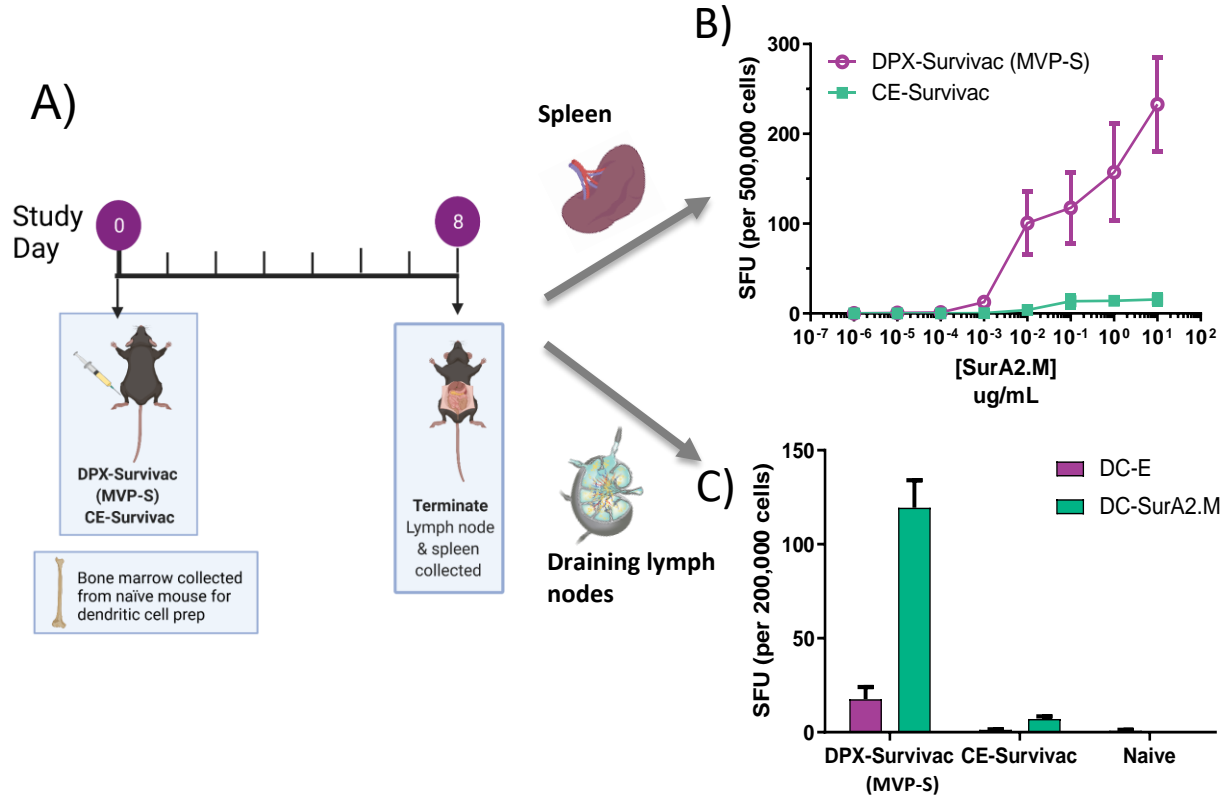 A)
Study
Day
0
8
DPX-Survivac
(MVP-S)
CE-Survivac
Bone marrow collected
from naïve mouse for
dendritic cell prep
Terminate
Lymph node
& spleen
collected
Spleen
Draining lymph
nodes
B)
SFU (per 500,000 cells)
300
200
100
0
DPX-Survivac (MVP-S)
CE-Survivac
10-7 10-6 10-5 10-4 10-3 10-2 10-1 100 101 102
[SurA2.M]
ug/mL
C)
SFU (per 200,000 cells)
150
100
50
0
DC-E
DC-SurA2.M
DPX-Survivac CE-Survivac Naive
(MVP-S)